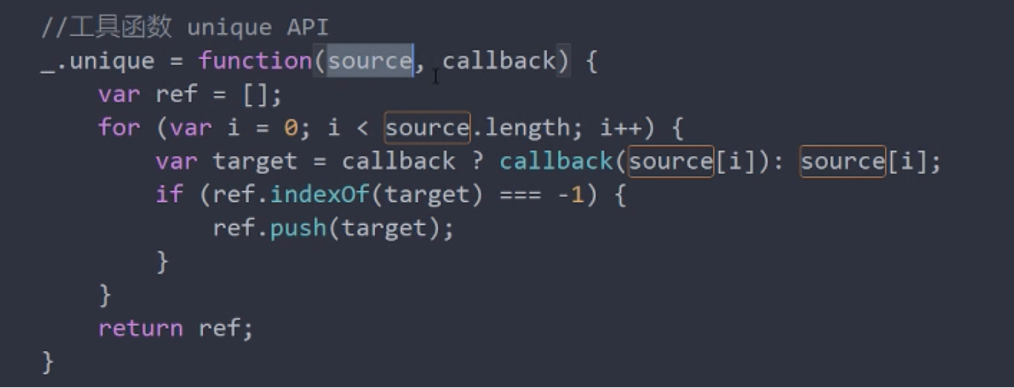 //工具函数 unique API
_.unique = function(source, callback) {
    var ref = [];
    for (var i = 0; i < source.length; i++) {
        var target = callback ? callback(source[i]): source[i];
        if (ref.indexOf(target) === -1) {
            ref.push(target);
        }
    }
    return ref;
}